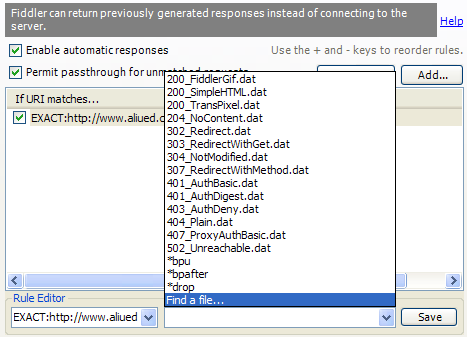 Fiddler can return previously generated responses instead of connecting to the
server.
Help
Enable automatic responses
Use the + and - keys to reorder rules.
Permit passthrough for unmatched requests
Add...
If URI matches...
EXACT:http://www.aliued.c
200_FiddlerGif.dat
200_SimpleHTML.dat
200_TransPixel.dat
204_NoContent.dat
302_Redirect.dat
303_RedirectWithGet.dat
304_NotModified.dat
307_RedirectWithMethod.dat
401_AuthBasic.dat
401_AuthDigest.dat
403_AuthDeny.dat
404_Plain.dat
407_ProxyAuthBasic.dat
502_Unreachable.dat
*bpu
*bpafter
*drop
Find a file...
Rule Editor
EXACT:http://www.aliued
Save